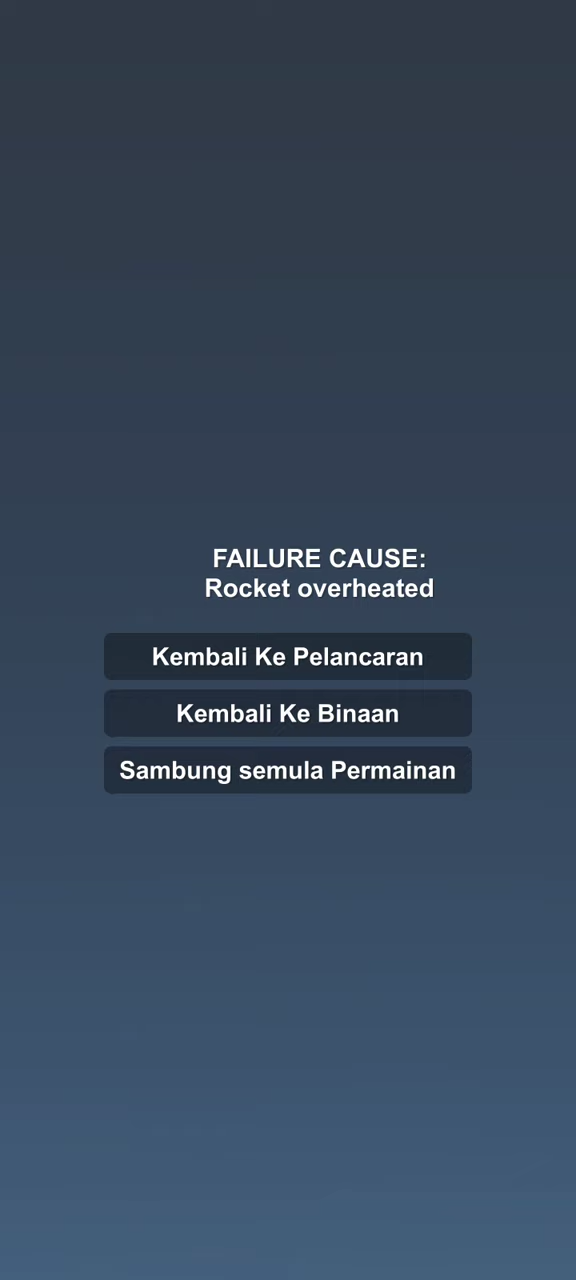 FAILURE CAUSE:
Rocket overheated
Kembali Ke Pelancaran
Kembali Ke Binaan
Sambung semula Permainan